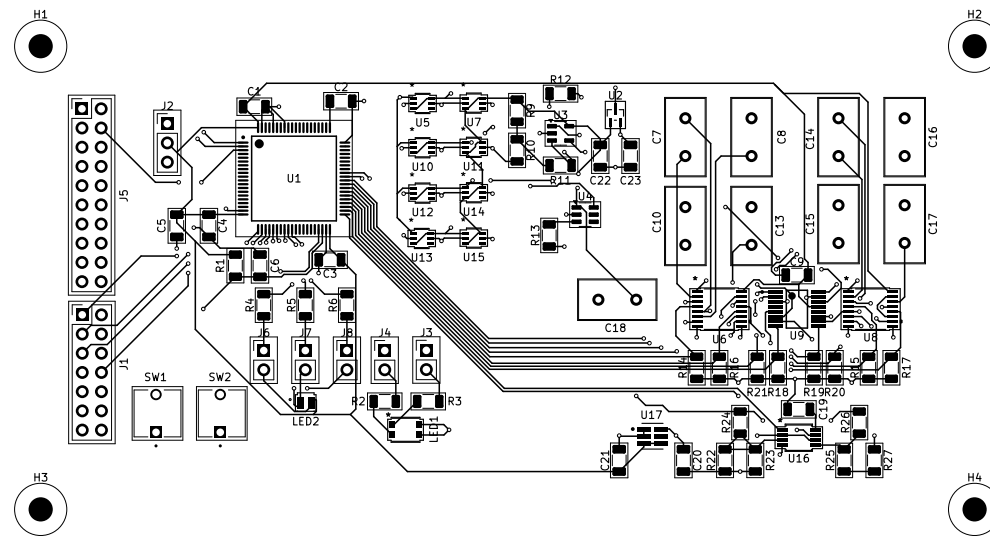 H1
H2
C1
C2
R12
J2
U5
U7
R9
U3
U2
C7
C8
C14
C16
U10
U11
R10
R11
C22
C23
U1
J5
U12
U14
U4
C5
C4
R13
C10
C13
C15
C17
U13
U15
R1
C6
C3
C9
R4
R5
R6
C18
U6
U9
U8
J6
J7
J8
J4
J3
J1
SW1
SW2
R2
R3
LED2
LED1
R14
R16
R21
R18
R19
R20
R15
R17
U17
R24
C19
R26
C21
C20
R22
R23
U16
R25
R27
H3
H4